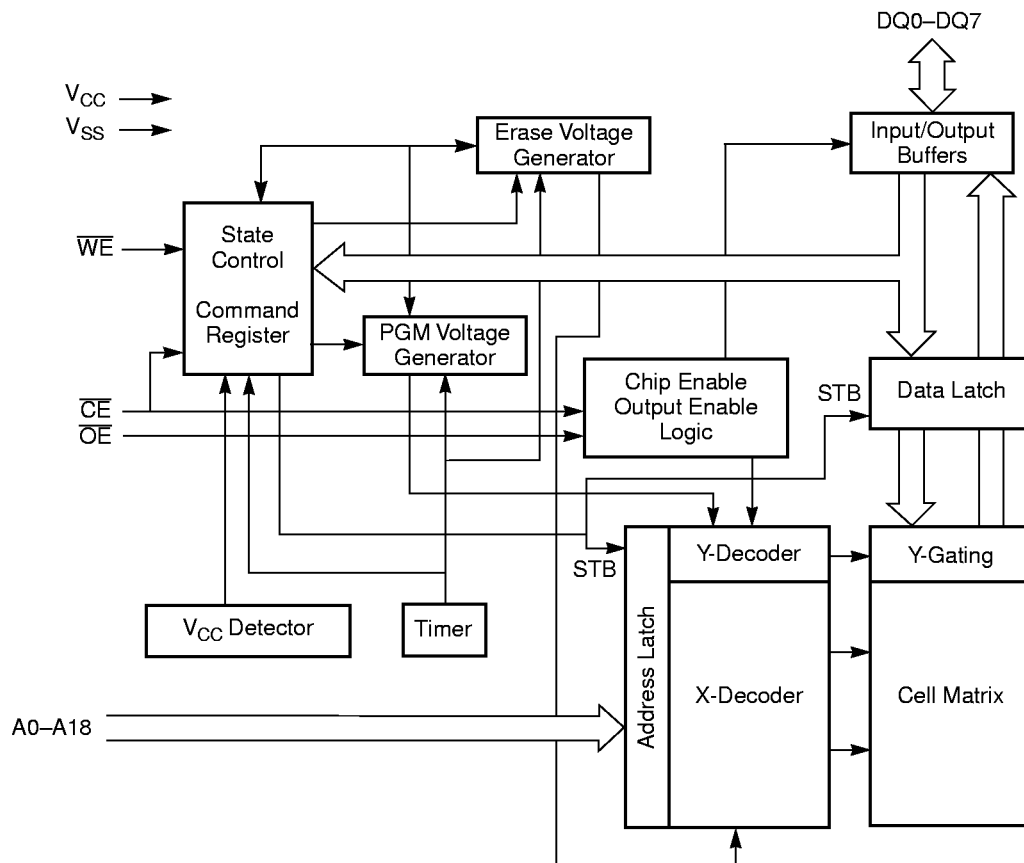 DQ0–DQ7
VCC
VSS
Erase Voltage
Generator
Input/Output
Buffers
WE
State
Control
Command
Register
PGM Voltage
Generator
CE
OE
Chip Enable
Output Enable
Logic
STB
Data Latch
STB
Y-Decoder
Y-Gating
VCC Detector
Timer
Address Latch
X-Decoder
Cell Matrix
A0–A18